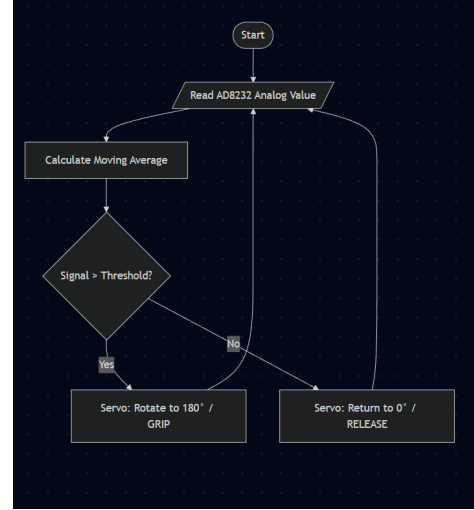 Start
Read AD8232 Analog Value
Calculate Moving Average
Signal > Threshold?
Yes
No
Servo: Rotate to 180° /
GRIP
Servo: Return to 0° /
RELEASE